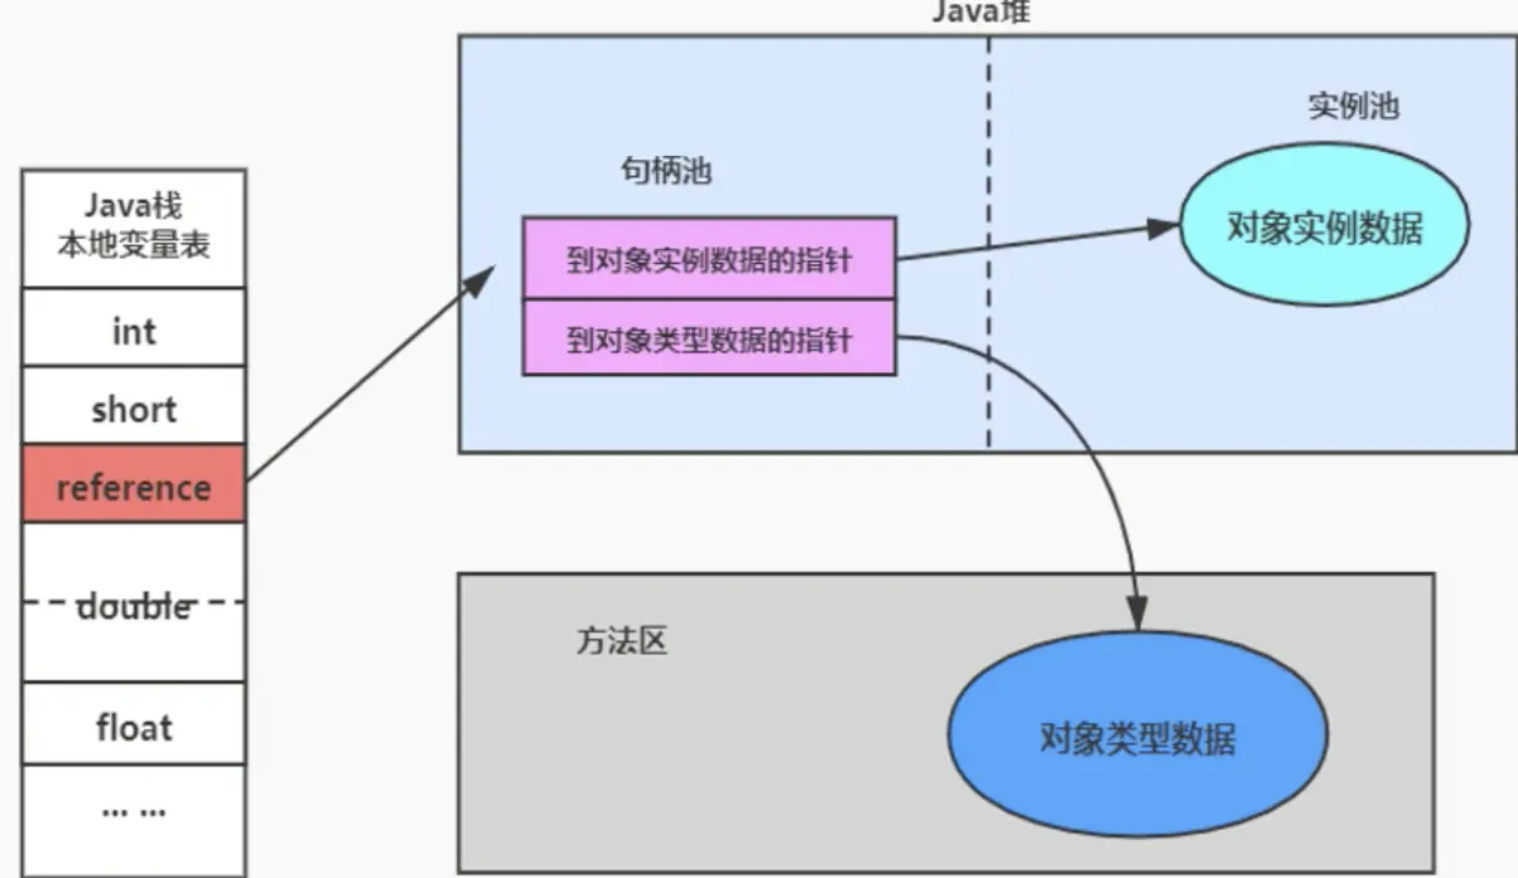 Java堆
实例池
句柄池
Java栈
本地变量表
到对象实例数据的指针
对象实例数据
int
到对象类型数据的指针
short
reference
double
方法区
float
对象类型数据
... ...